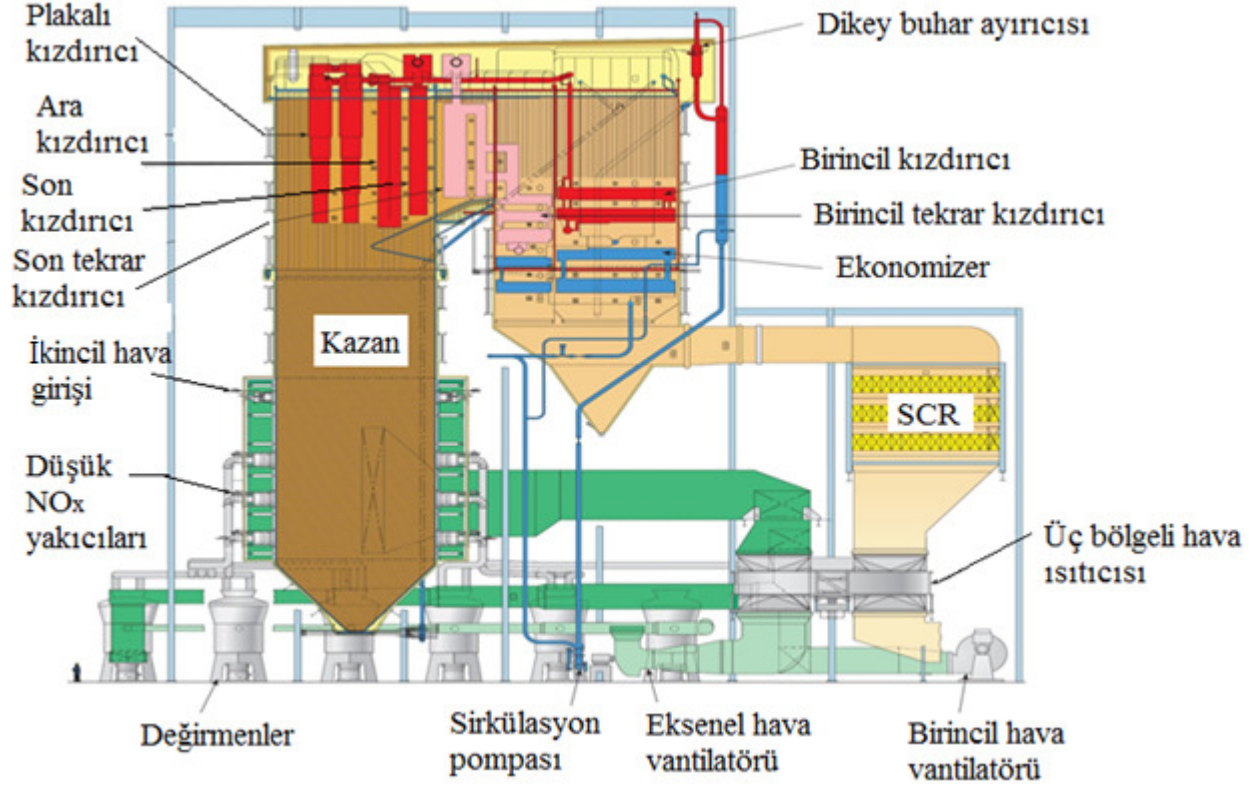 Plakalı
kızdırıcı
Ara
kızdırıcı
Son
kızdırıcı
Son tekrar
kızdırıcı
İkincil hava
girişi
Düşük
NOx
yakıcıları
Değirmenler
Kazan
Dikey buhar ayırıcısı
Birincil kızdırıcı
Birincil tekrar kızdırıcı
Ekonomizer
SCR
Üç bölgeli hava
ısıtıcısı
Sirkülasyon
pompası
Eksenel hava
vantilatörü
Birincil hava
vantilatörü